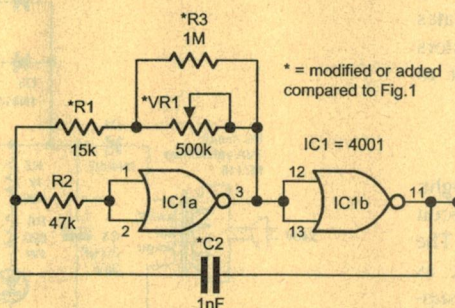 *R3
1M
* = modified or added
compared to Fig.1
*R1
*VR1
15k
500k
IC1 = 4001
R2
47k
1
2
IC1a
3
12
13
IC1b
11
*C2
1nF